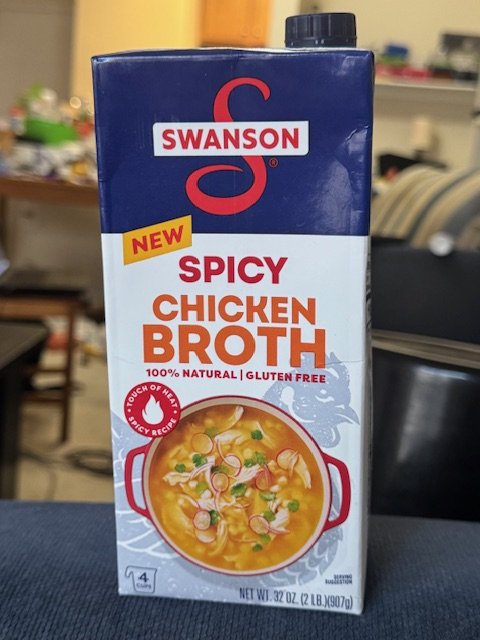 SWANSON
®
NEW
SPICY
CHICKEN
BROTH
100% NATURAL | GLUTEN FREE
• TOUCH OF HEAT •
SPICY RECIPE
4
CUPS
SERVING
SUGGESTION
NET WT. 32 OZ. (2 LB.)(907g)